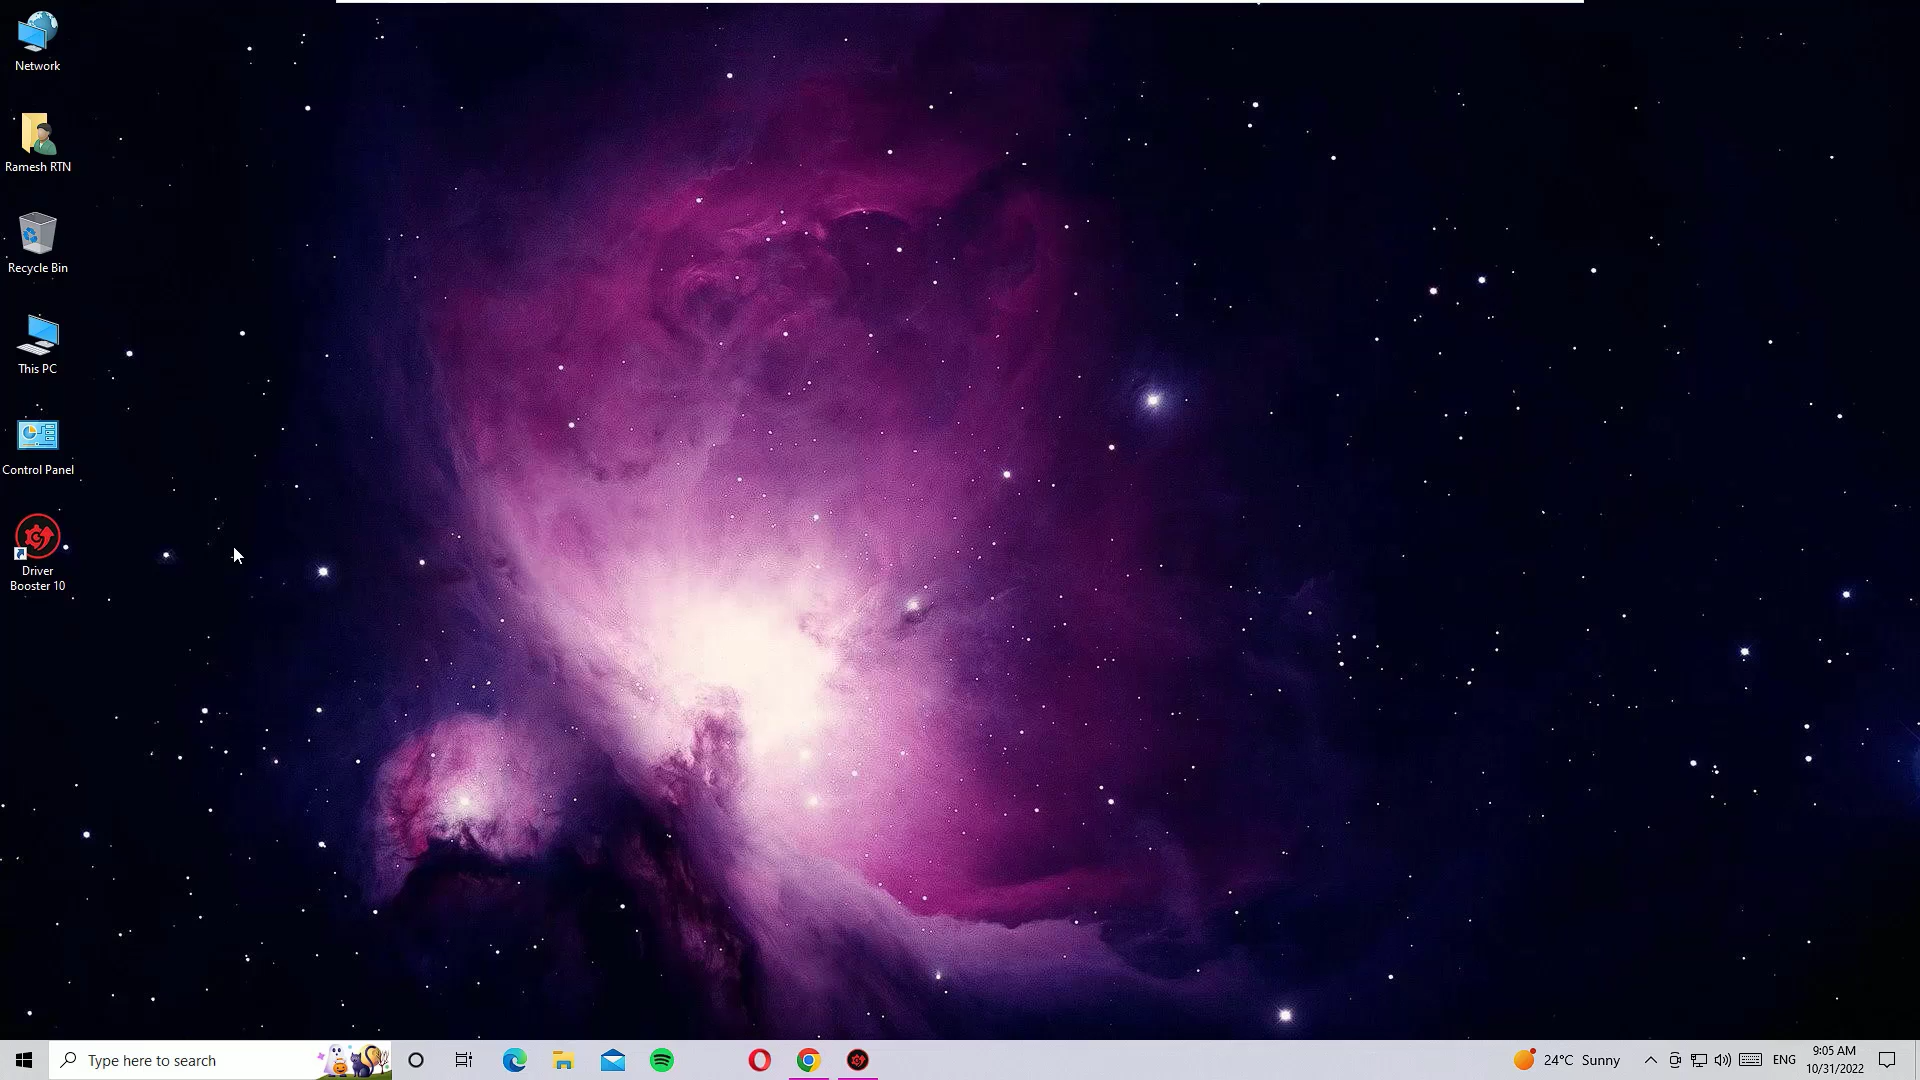 Network
Ramesh RTN
Recycle Bin
This PC
Control Panel
Driver
Booster 10
Type here to search
24°C Sunny
ENG
9:05 AM
10/31/2022